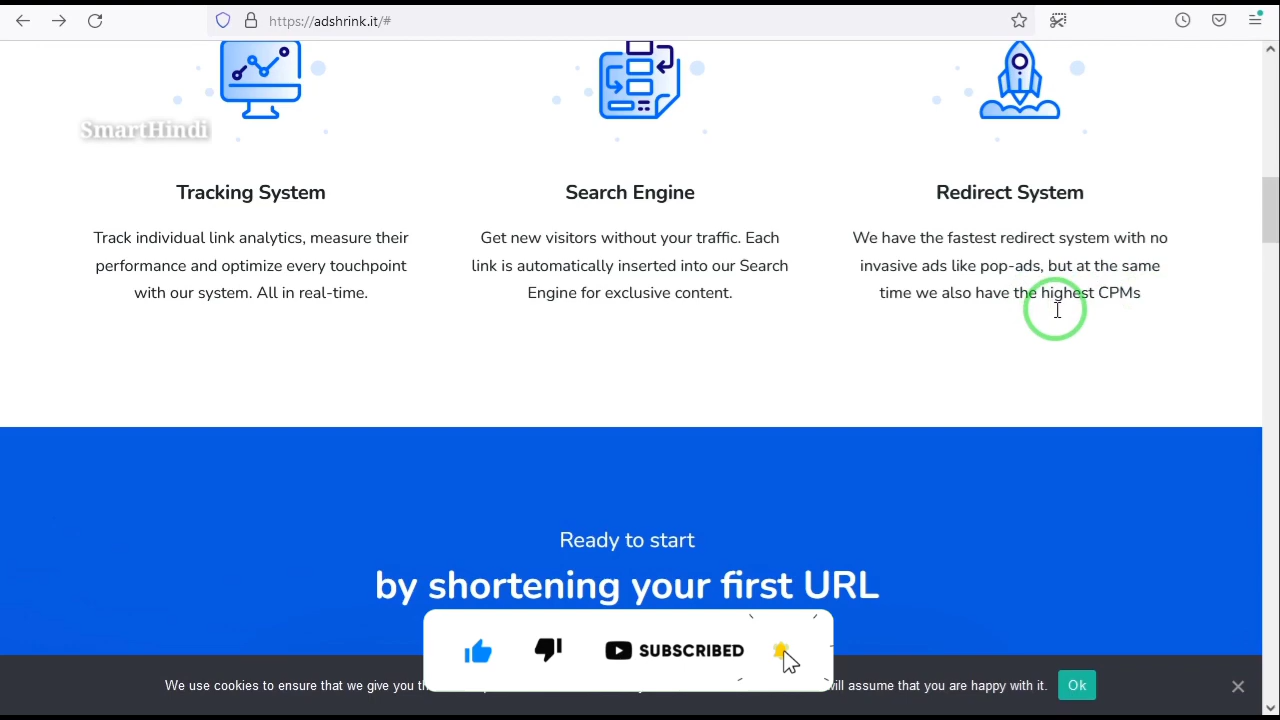 https://adshrink.it/#
SmartHindi
Tracking System
Track individual link analytics, measure their
performance and optimize every touchpoint
with our system. All in real-time.
Search Engine
Get new visitors without your traffic. Each
link is automatically inserted into our Search
Engine for exclusive content.
Redirect System
We have the fastest redirect system with no
invasive ads like pop-ads, but at the same
time we also have the highest CPMs
Ready to start
by shortening your first URL
SUBSCRIBED
We use cookies to ensure that we give you assume that you are happy with it.
Ok